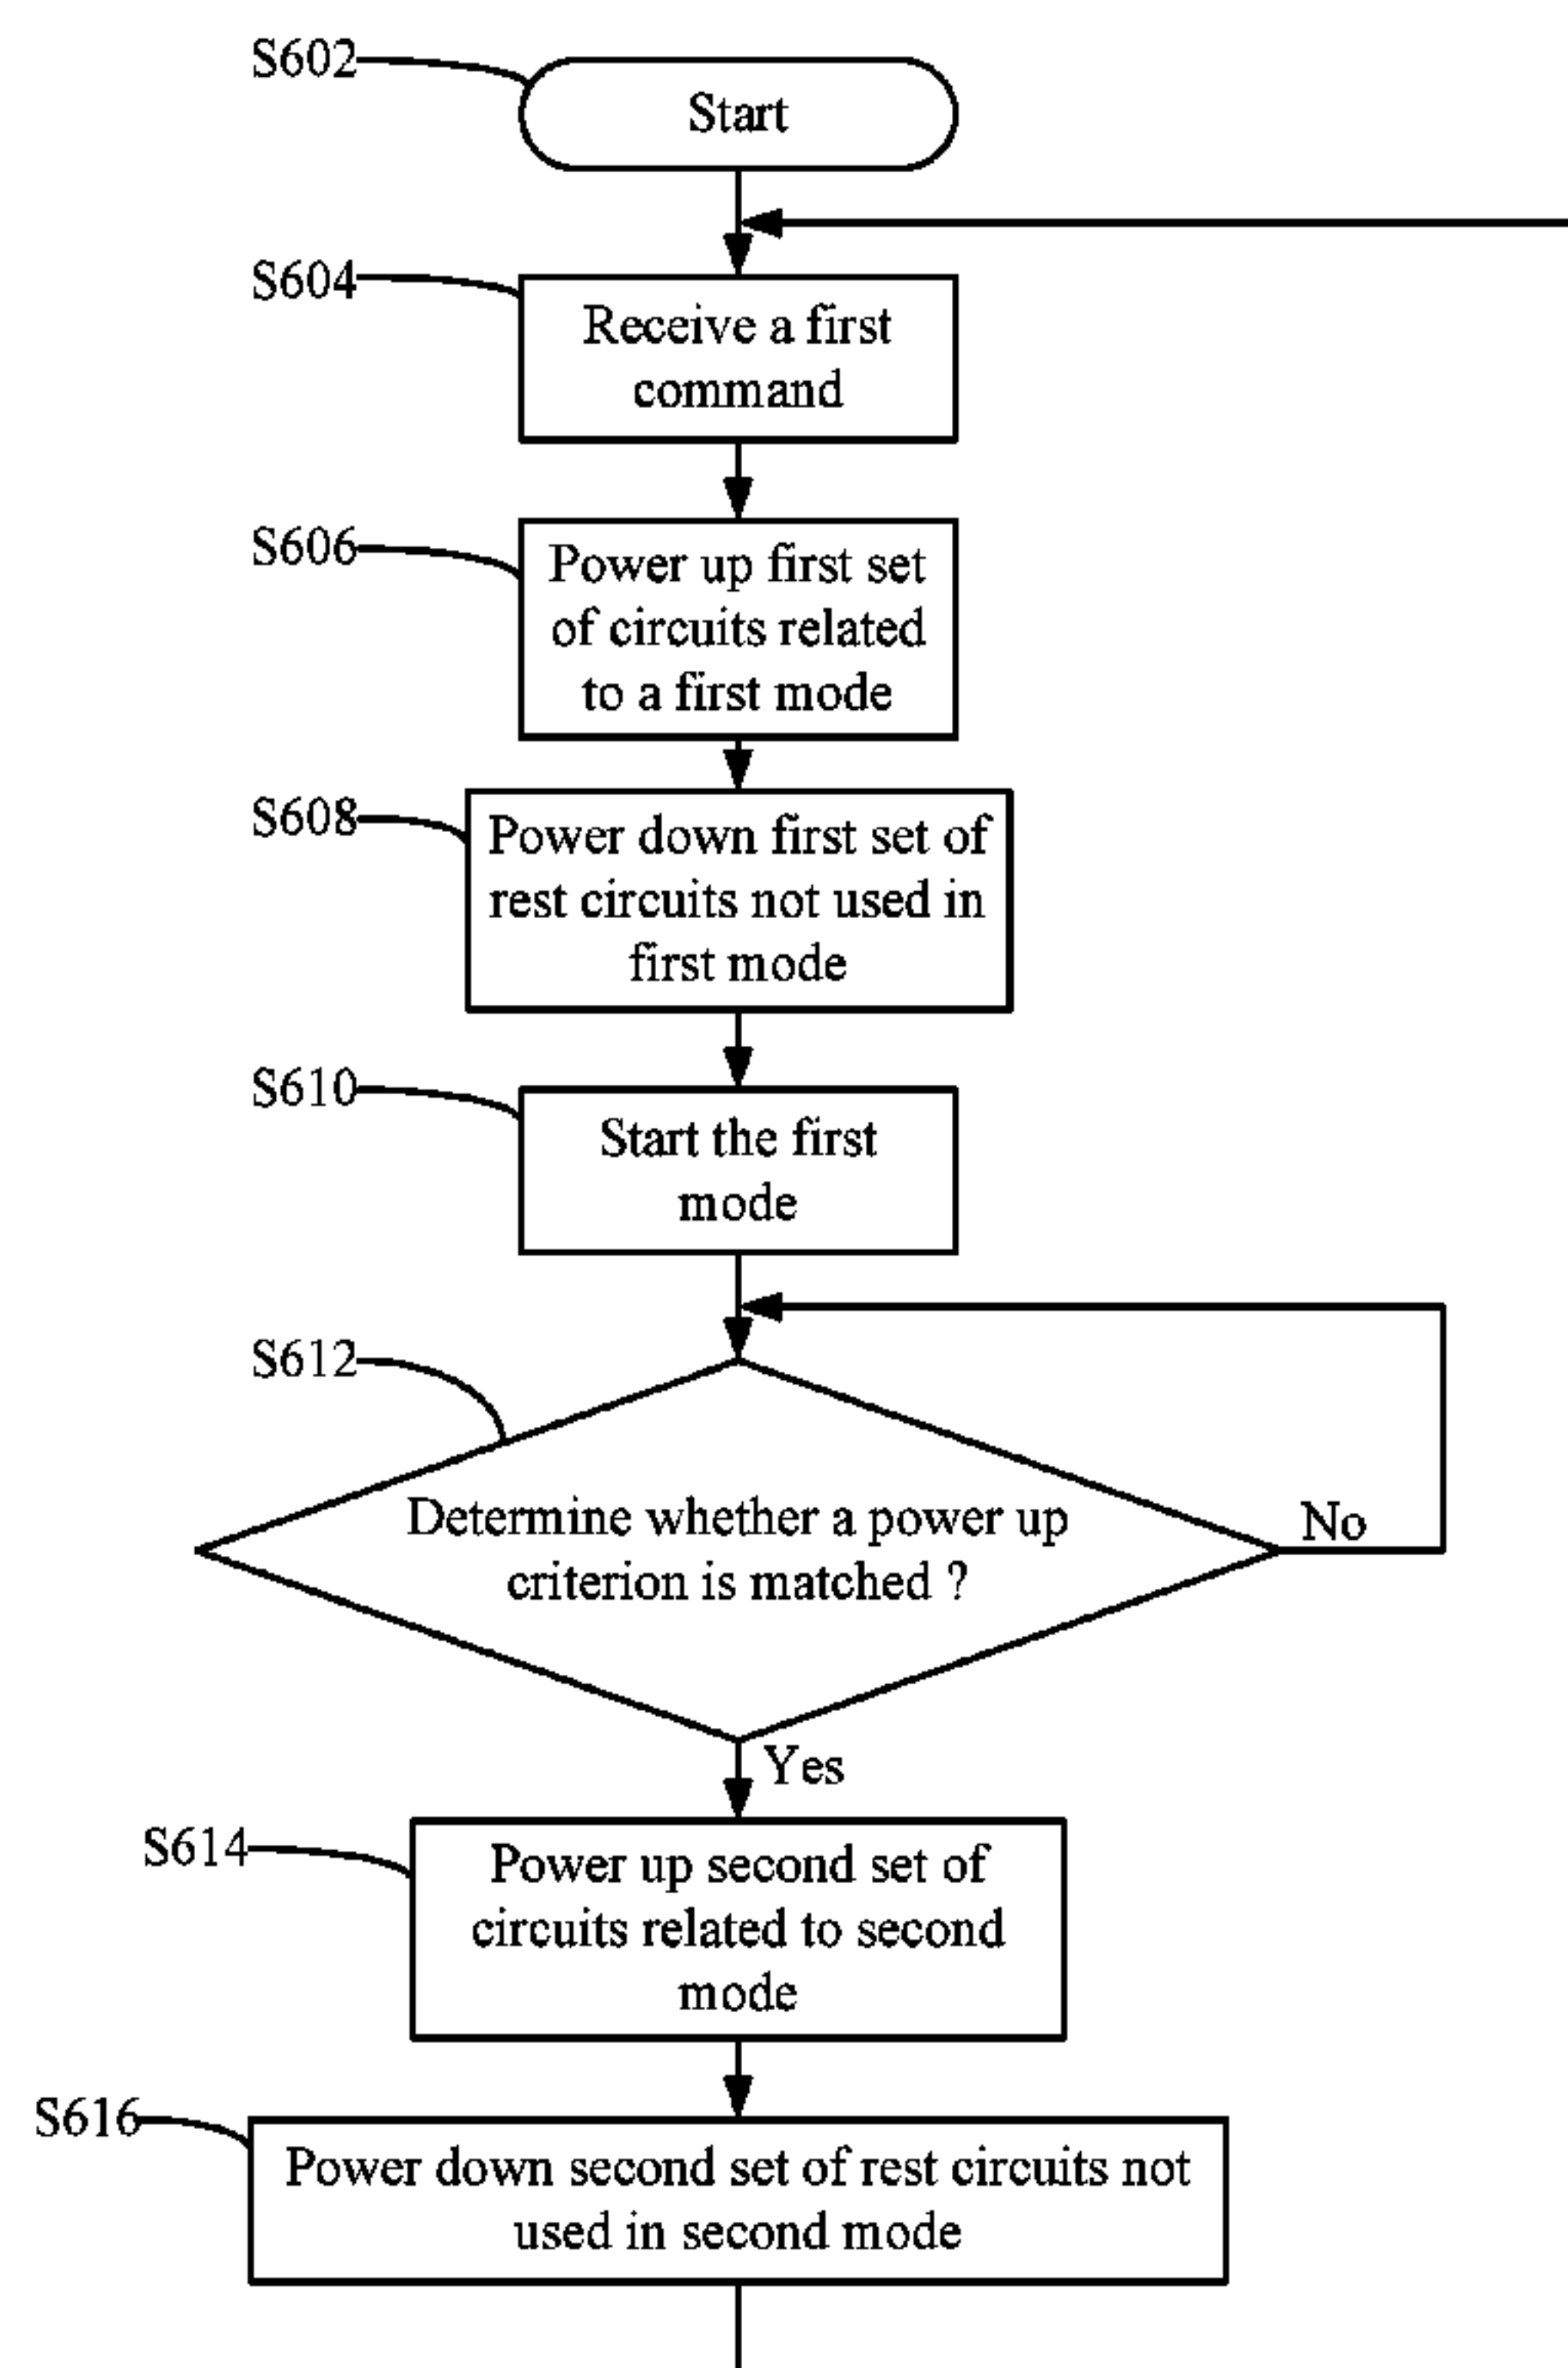 S602
Start
S604
Receive a first
command
S606
Power up first set
of circuits related
to a first mode
S608
Power down first set of
rest circuits not used in
first mode
S610
Start the first
mode
S612
Determine whether a power up
criterion is matched ?
No
Yes
S614
Power up second set of
circuits related to second
mode
S616
Power down second set of rest circuits not
used in second mode